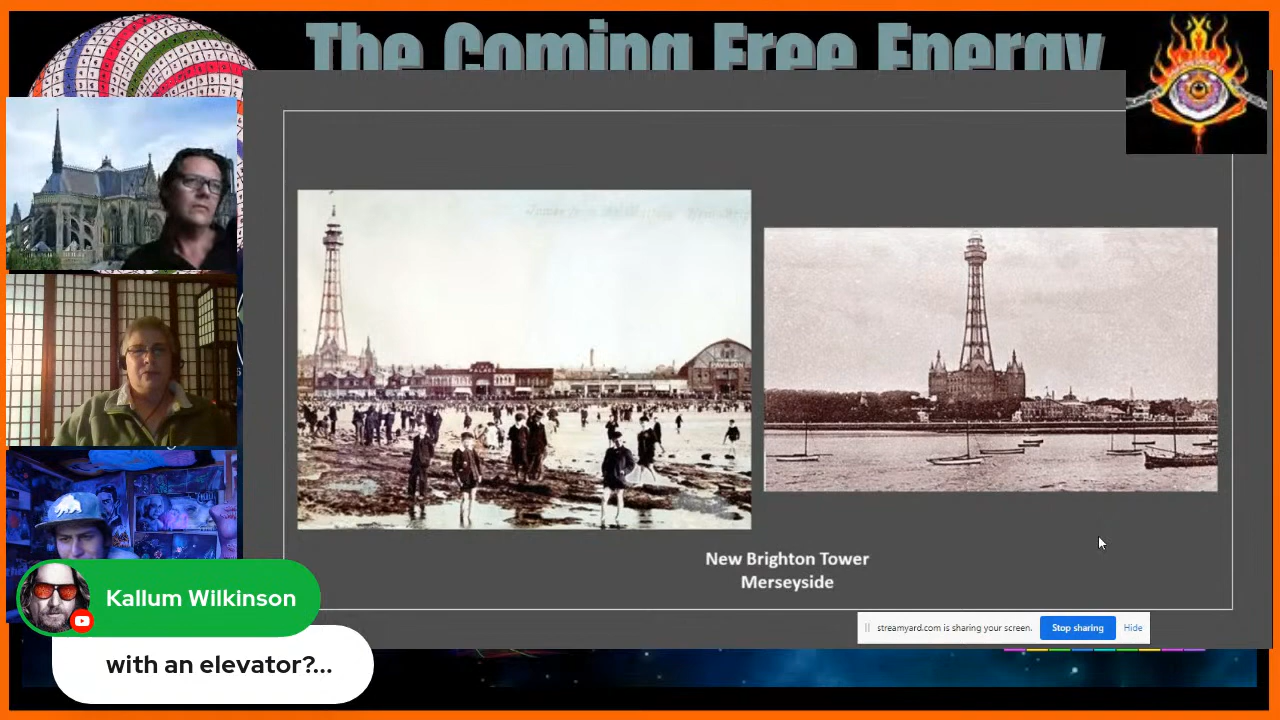 The Coming Free Energy
PAVILION
New Brighton Tower
Merseyside
streamyard.com is sharing your screen.
Stop sharing
Hide
Kallum Wilkinson
with an elevator?...